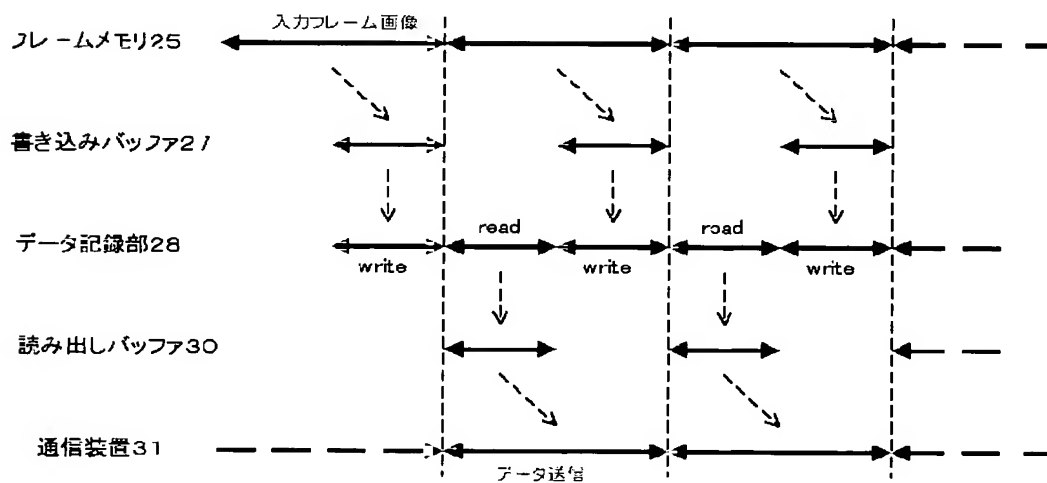 入力フレーム画像
フレームメモリ25
書き込みバッファ27
read
read
データ記録部28
write
write
write
読み出しバッファ30
通信装置31
データ送信